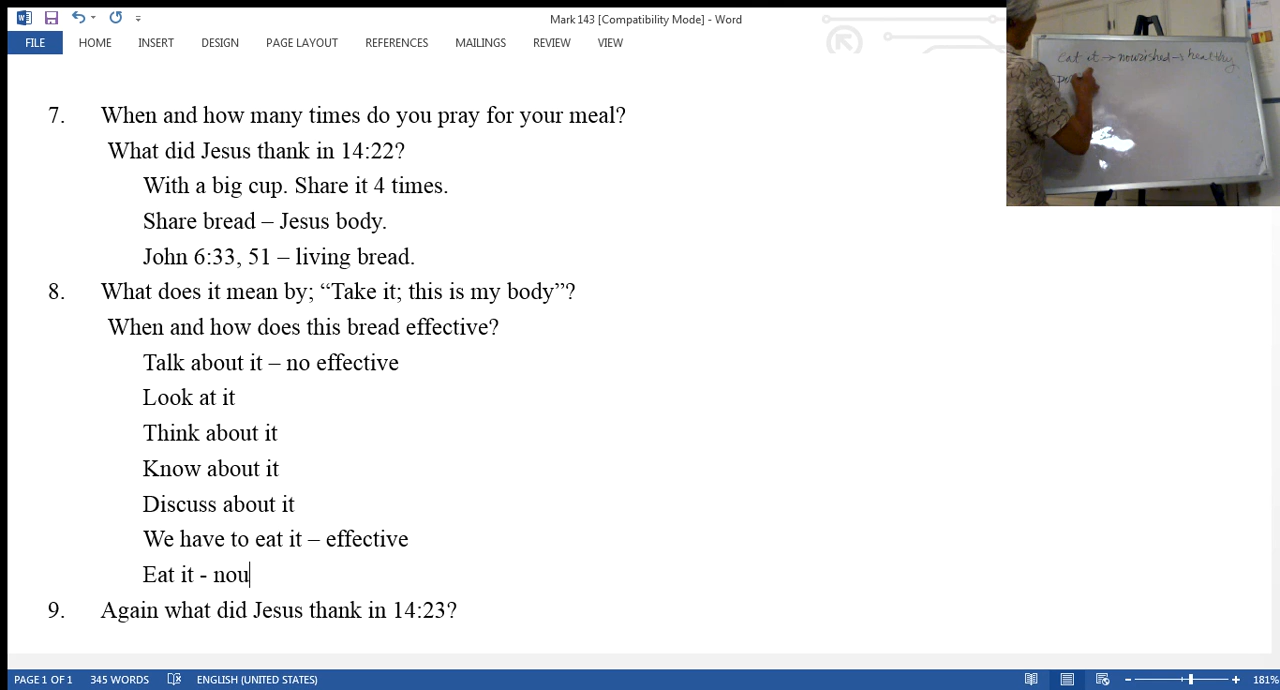 Mark 143 [Compatibility Mode] - Word
FILE HOME INSERT DESIGN PAGE LAYOUT REFERENCES MAILINGS REVIEW VIEW
eat it → nourished → healthy
7. When and how many times do you pray for your meal?
What did Jesus thank in 14:22?
With a big cup. Share it 4 times.
Share bread – Jesus body.
John 6:33, 51 – living bread.
8. What does it mean by; “Take it; this is my body”?
When and how does this bread effective?
Talk about it – no effective
Look at it
Think about it
Know about it
Discuss about it
We have to eat it – effective
Eat it - nou
9. Again what did Jesus thank in 14:23?
PAGE 1 OF 1 345 WORDS ENGLISH (UNITED STATES) 181%